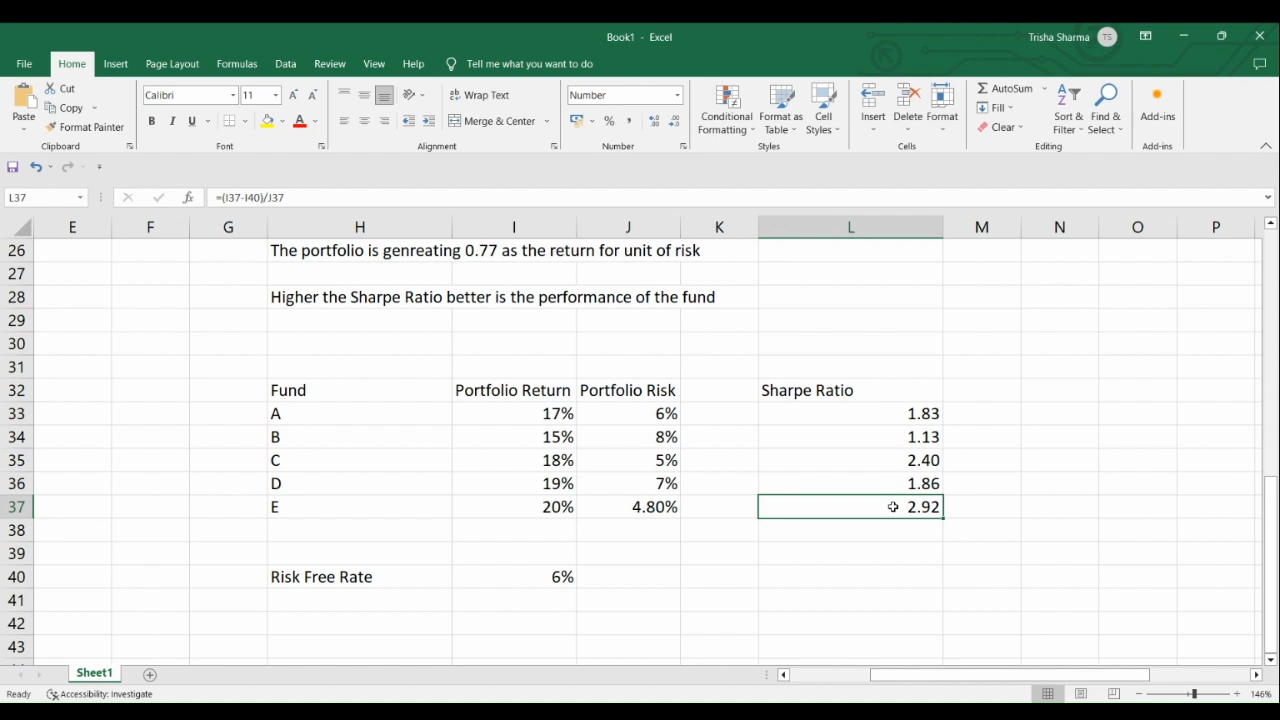 Book1 - Excel
Trisha Sharma TS
File Home Insert Page Layout Formulas Data Review View Help Tell me what you want to do
Paste Cut Copy Format Painter
Clipboard
Calibri 11 A A
B I U A
Font
Wrap Text
Merge & Center
Alignment
Number
% ,
Number
Conditional Formatting Format as Table Cell Styles
Styles
Insert Delete Format
Cells
AutoSum Fill Clear Sort & Filter Find & Select
Editing
Add-ins
Add-ins
L37 fx =(I37-I40)/J37
E F G H I J K L M N O P
26 The portfolio is genreating 0.77 as the return for unit of risk
27
28 Higher the Sharpe Ratio better is the performance of the fund
29
30
31
32 Fund Portfolio Return Portfolio Risk Sharpe Ratio
33 A 17% 6% 1.83
34 B 15% 8% 1.13
35 C 18% 5% 2.40
36 D 19% 7% 1.86
37 E 20% 4.80% 2.92
38
39
40 Risk Free Rate 6%
41
42
43
Sheet1
Ready Accessibility: Investigate 146%